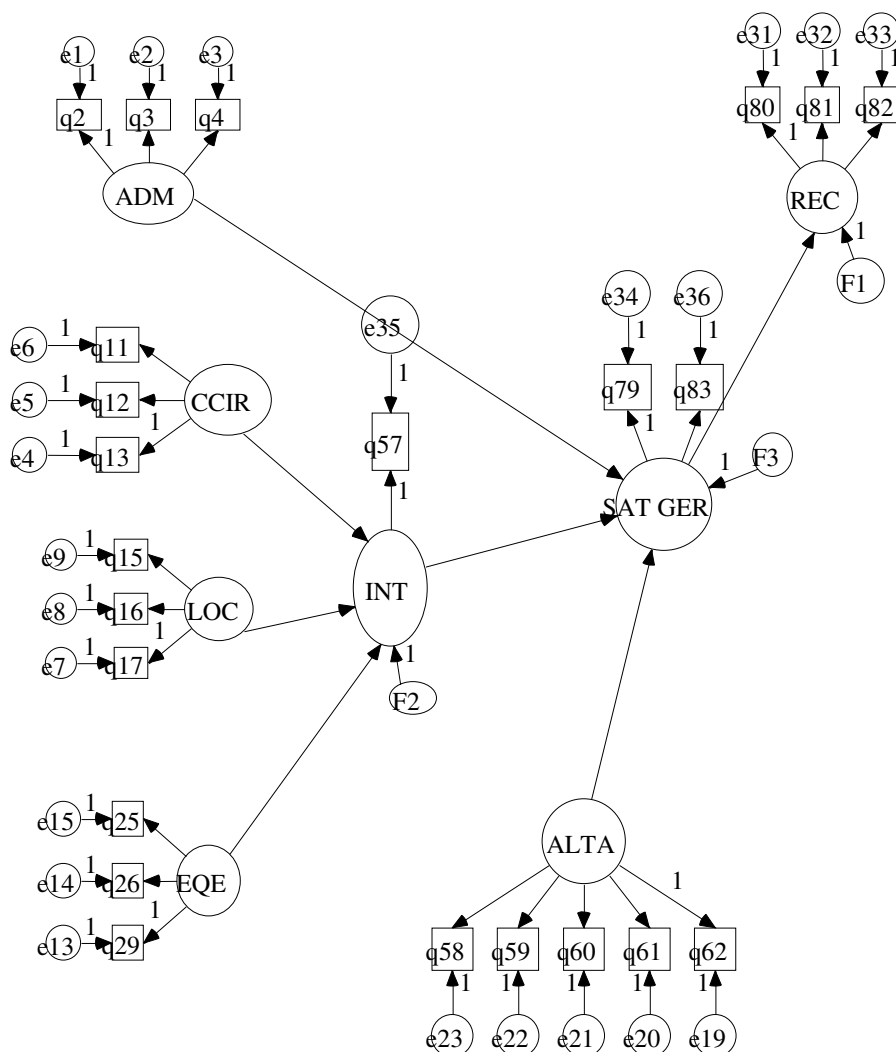 e31 e32 e33
e1 e2 e3
1 1 1
1 1 1
q80 q81 q82
q2 q3 q4
1
1
ADM
REC
1
F1
e34 e36
e35
1
1 1
e6 q11
1
q79 q83
e5 q12
CCIR
1
1
1
q57
e4 q13
1
F3
1
SAT GER
1
e9 q15
1
e8 q16
LOC
INT
1
1
e7 q17
1
F2
1
e15 q25
ALTA
1
e14 q26
EQE
1
1
1
e13 q29
q58 q59 q60 q61 q62
1 1 1 1 1
e23 e22 e21 e20 e19